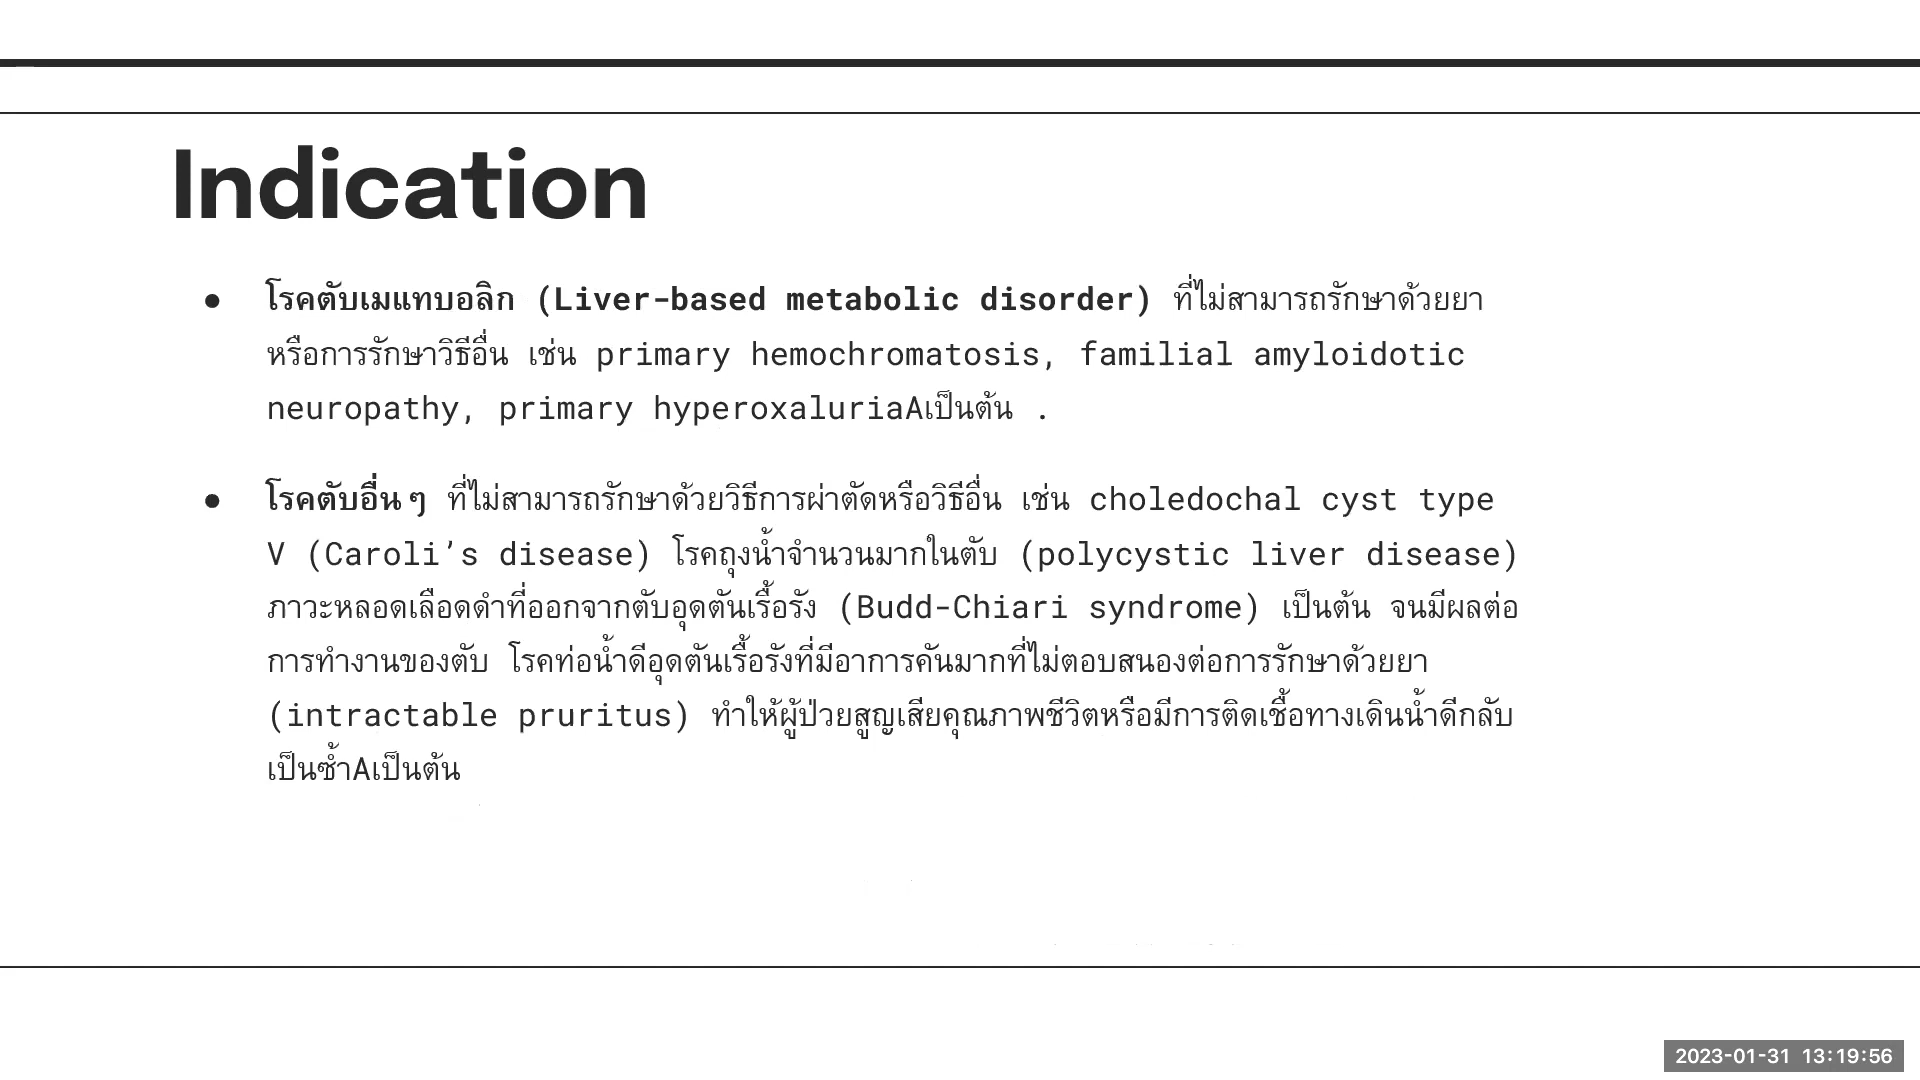 Indication
● โรคตับเมแทบอลิก (Liver-based metabolic disorder) ที่ไม่สามารถรักษาด้วยยา
หรือการรักษาวิธีอื่น เช่น primary hemochromatosis, familial amyloidotic
neuropathy, primary hyperoxaluriaAเป็นต้น .
● โรคตับอื่น ๆ ที่ไม่สามารถรักษาด้วยวิธีการผ่าตัดหรือวิธีอื่น เช่น choledochal cyst type
V (Caroli’s disease) โรคถุงน้ำจำนวนมากในตับ (polycystic liver disease)
ภาวะหลอดเลือดดำที่ออกจากตับอุดตันเรื้อรัง (Budd-Chiari syndrome) เป็นต้น จนมีผลต่อ
การทำงานของตับ โรคท่อน้ำดีอุดตันเรื้อรังที่มีอาการคันมากที่ไม่ตอบสนองต่อการรักษาด้วยยา
(intractable pruritus) ทำให้ผู้ป่วยสูญเสียคุณภาพชีวิตหรือมีการติดเชื้อทางเดินน้ำดีกลับ
เป็นซ้ำAเป็นต้น
2023-01-31 13:19:56